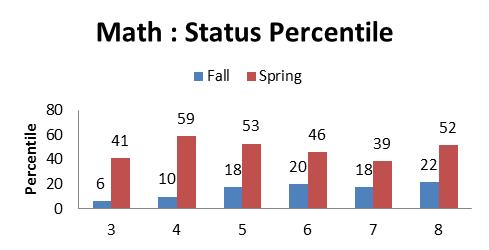 Math : Status Percentile
Fall Spring
Percentile
80
60
40
20
0
6 41 10 59 18 53 20 46 18 39 22 52
3 4 5 6 7 8